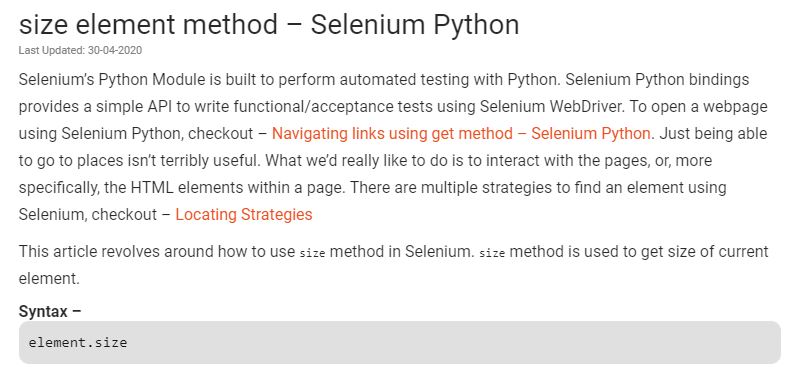 size element method – Selenium Python
Last Updated: 30-04-2020
Selenium’s Python Module is built to perform automated testing with Python. Selenium Python bindings
provides a simple API to write functional/acceptance tests using Selenium WebDriver. To open a webpage
using Selenium Python, checkout – Navigating links using get method – Selenium Python. Just being able
to go to places isn’t terribly useful. What we’d really like to do is to interact with the pages, or, more
specifically, the HTML elements within a page. There are multiple strategies to find an element using
Selenium, checkout – Locating Strategies
This article revolves around how to use size method in Selenium. size method is used to get size of current
element.
Syntax –
element.size